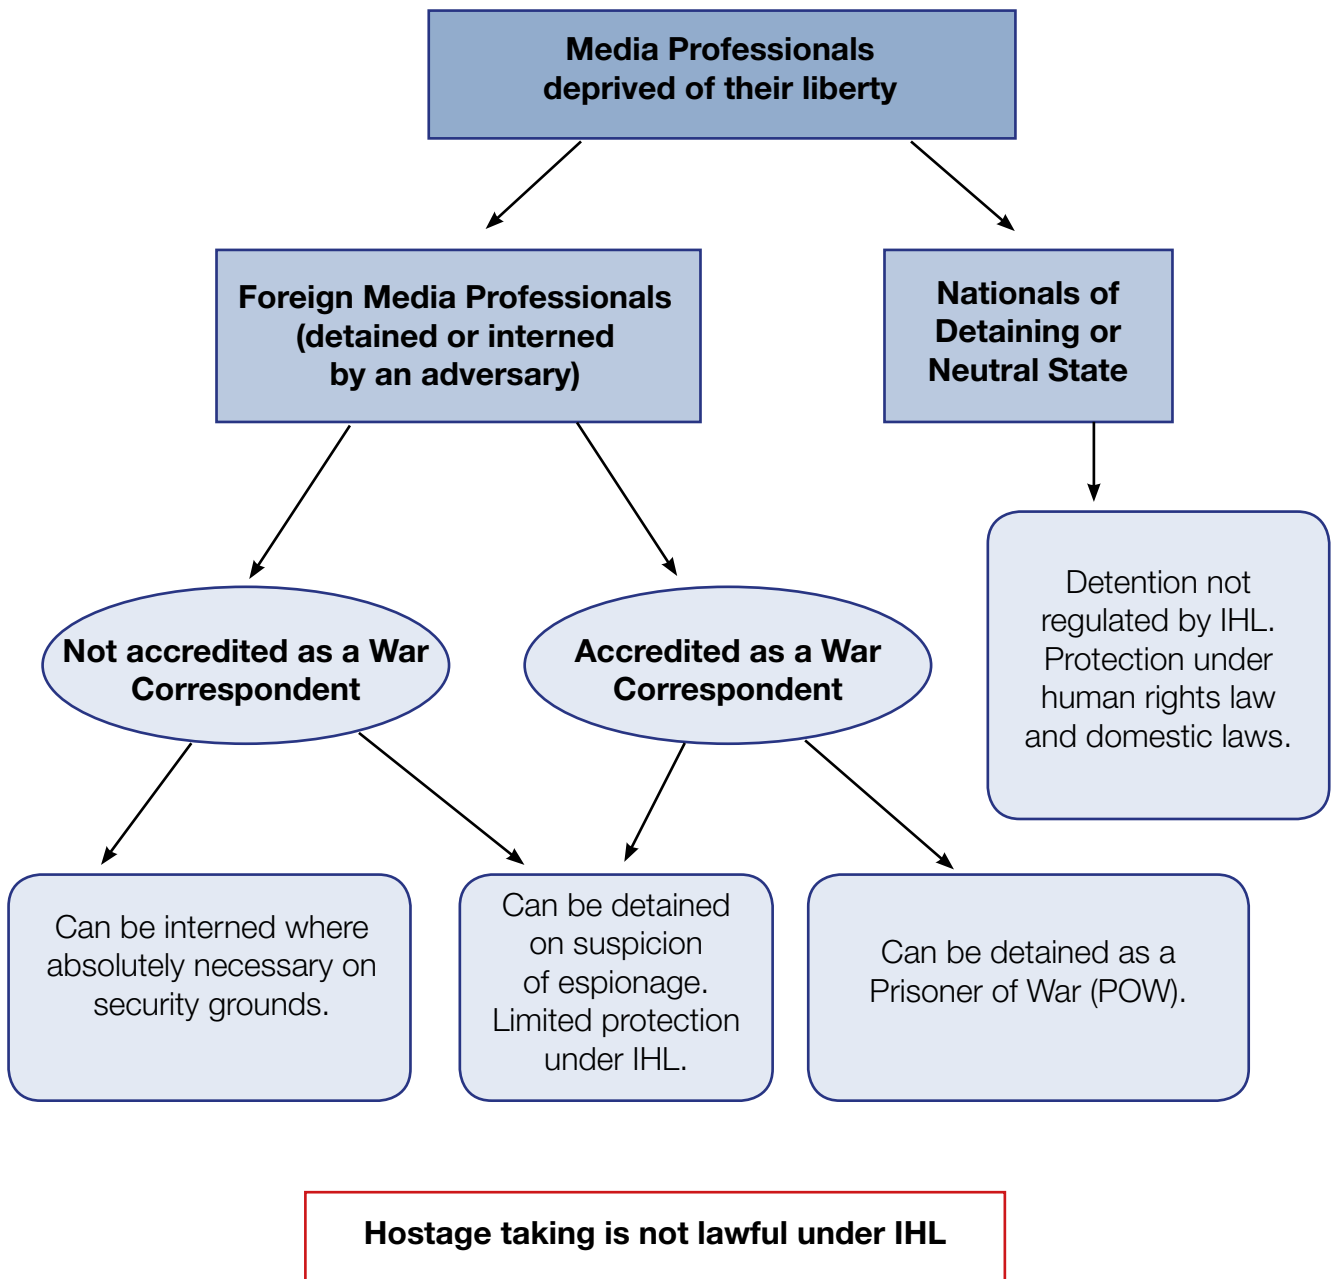 Media Professionals
deprived of their liberty
Foreign Media Professionals
(detained or interned
by an adversary)
Nationals of
Detaining or
Neutral State
Not accredited as a War
Correspondent
Accredited as a War
Correspondent
Detention not
regulated by IHL.
Protection under
human rights law
and domestic laws.
Can be interned where
absolutely necessary on
security grounds.
Can be detained
on suspicion
of espionage.
Limited protection
under IHL.
Can be detained as a
Prisoner of War (POW).
Hostage taking is not lawful under IHL